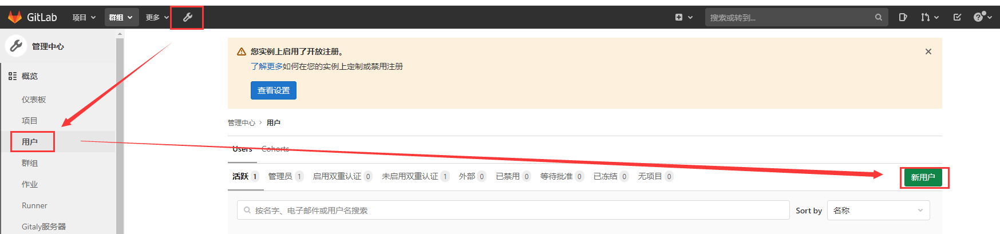 GitLab 项目 群组 更多 搜索或转到...
管理中心
概览
仪表板
项目
用户
群组
作业
Runner
Gitaly服务器
您实例上启用了开放注册。
了解更多如何在您的实例上定制或禁用注册
查看设置
管理中心 > 用户
Users Cohorts
活跃 1 管理员 1 启用双重认证 0 未启用双重认证 1 外部 0 已禁用 0 等待批准 0 已冻结 0 无项目 0 新用户
按名字、电子邮件或用户名搜索 Sort by 名称